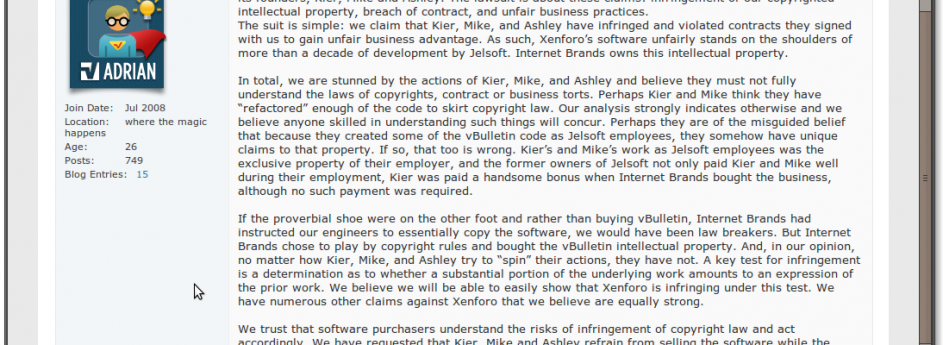 its founders, Kier, Mike, and Ashley. The lawsuit is about these claims: infringement of our copyrighted
intellectual property, breach of contract, and unfair business practices.
The suit is simple: we claim that Kier, Mike, and Ashley have infringed and violated contracts they signed
with us to gain unfair business advantage. As such, Xenforo's software unfairly stands on the shoulders of
more than a decade of development by Jelsoft. Internet Brands owns this intellectual property.
ADRIAN
Join Date: Jul 2008
Location: where the magic
happens
Age: 26
Posts: 749
Blog Entries: 15
In total, we are stunned by the actions of Kier, Mike, and Ashley and believe they must not fully
understand the laws of copyrights, contract or business torts. Perhaps Kier and Mike think they have
“refactored” enough of the code to skirt copyright law. Our analysis strongly indicates otherwise and we
believe anyone skilled in understanding such things will concur. Perhaps they are of the misguided belief
that because they created some of the vBulletin code as Jelsoft employees, they somehow have unique
claims to that property. If so, that too is wrong. Kier's and Mike's work as Jelsoft employees was the
exclusive property of their employer, and the former owners of Jelsoft not only paid Kier and Mike well
during their employment, Kier was paid a handsome bonus when Internet Brands bought the business,
although no such payment was required.
If the proverbial shoe were on the other foot and rather than buying vBulletin, Internet Brands had
instructed our engineers to essentially copy the software, we would have been law breakers. But Internet
Brands chose to play by copyright rules and bought the vBulletin intellectual property. And, in our opinion,
no matter how Kier, Mike, and Ashley try to “spin” their actions, they have not. A key test for infringement
is a determination as to whether a substantial portion of the underlying work amounts to an expression of
the prior work. We believe we will be able to easily show that Xenforo is infringing under this test. We
have numerous other claims against Xenforo that we believe are equally strong.
We trust that software purchasers understand the risks of infringement of copyright law and act
accordingly. We have requested that Kier, Mike and Ashley refrain from selling the software while the